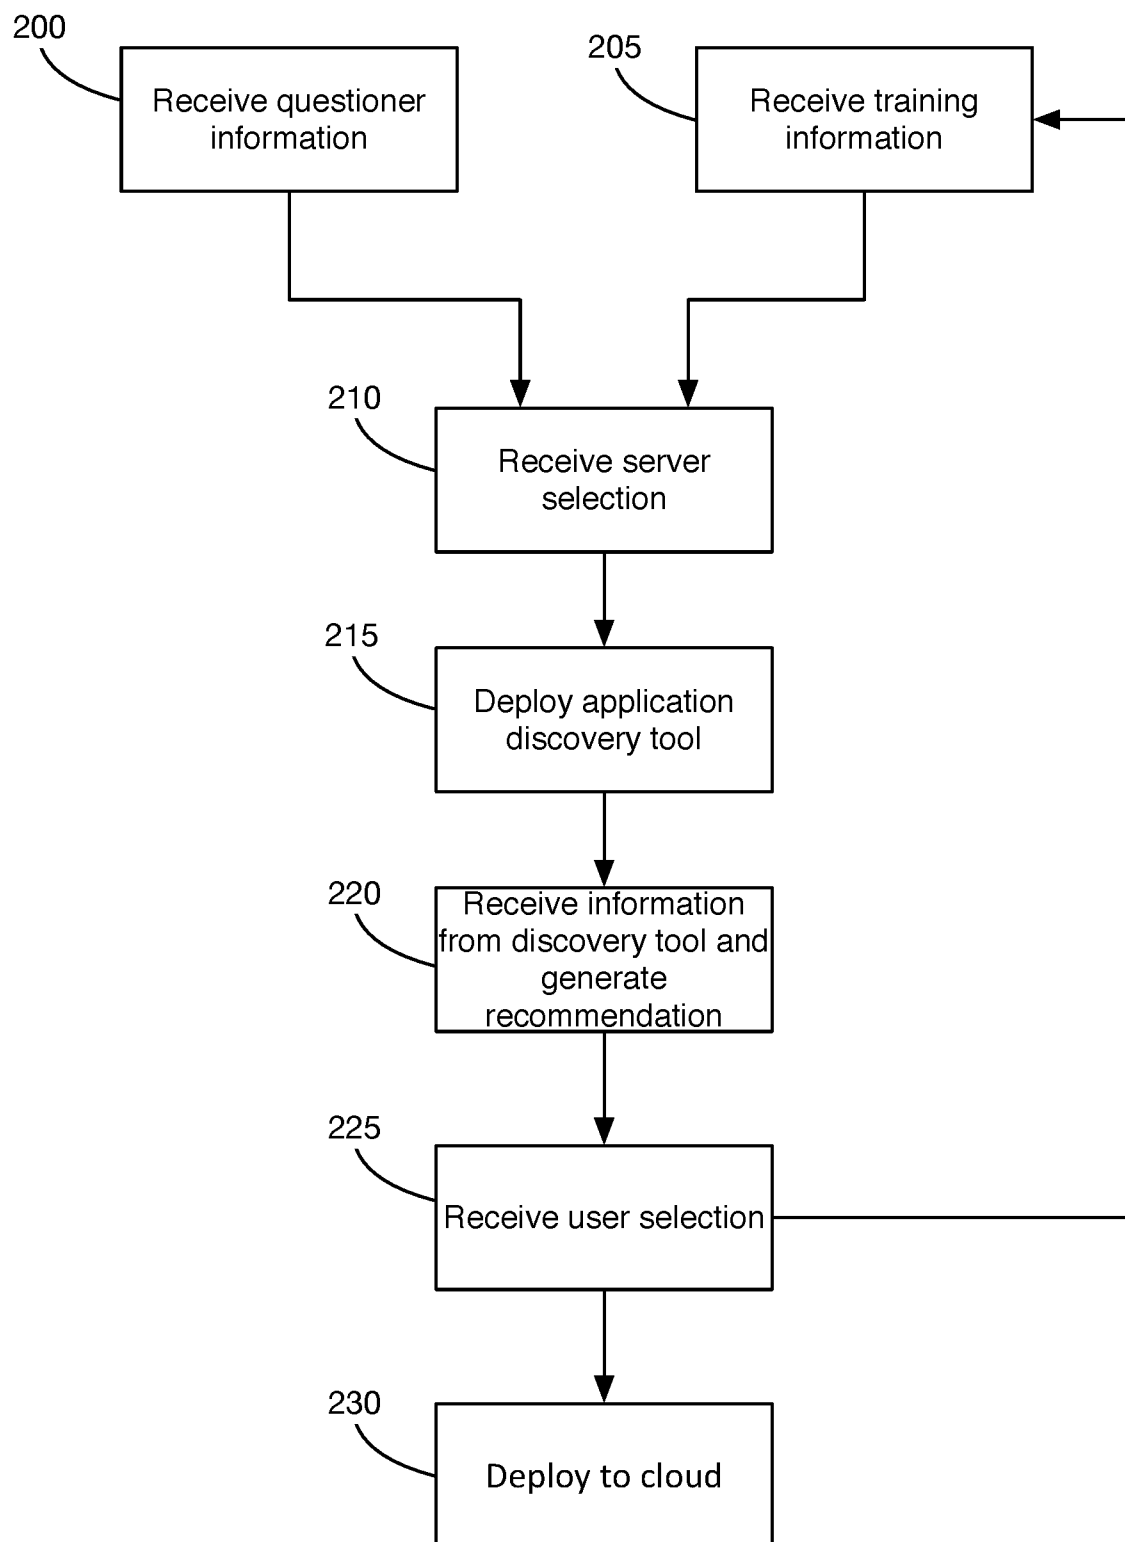 200
Receive questioner
information
205
Receive training
information
210
Receive server
selection
215
Deploy application
discovery tool
220
Receive information
from discovery tool and
generate
recommendation
225
Receive user selection
230
Deploy to cloud